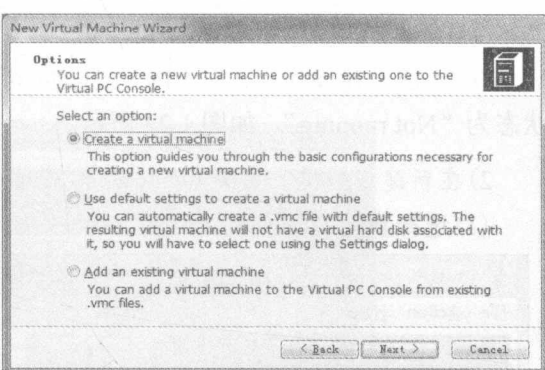 New Virtual Machine Wizard
Options
You can create a new virtual machine or add an existing one to the
Virtual PC Console.
Select an option:
Create a virtual machine
This option guides you through the basic configurations necessary for
creating a new virtual machine.
Use default settings to create a virtual machine
You can automatically create a .vmc file with default settings. The
resulting virtual machine will not have a virtual hard disk associated with
it, so you will have to select one using the Settings dialog.
Add an existing virtual machine
You can add a virtual machine to the Virtual PC Console from existing
.vmc files.
< Back Next > Cancel